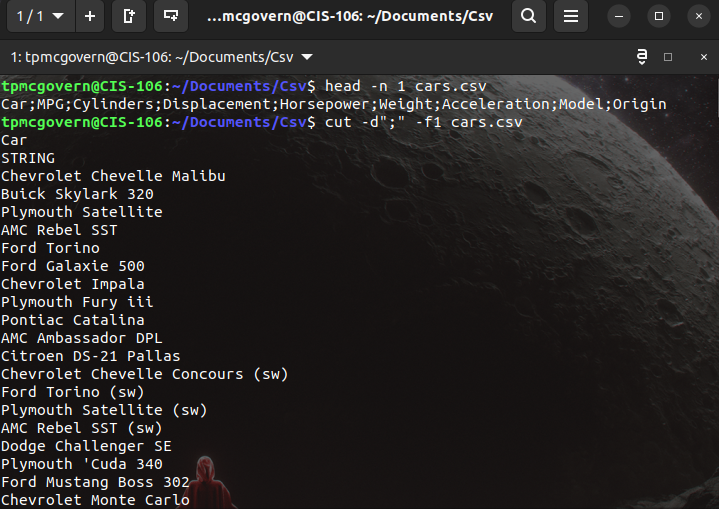 1 / 1
…mcgovern@CIS-106: ~/Documents/Csv
1: tpmcgovern@CIS-106: ~/Documents/Csv
a
tpmcgovern@CIS-106:~/Documents/Csv$ head -n 1 cars.csv
Car;MPG;Cylinders;Displacement;Horsepower;Weight;Acceleration;Model;Origin
tpmcgovern@CIS-106:~/Documents/Csv$ cut -d";" -f1 cars.csv
Car
STRING
Chevrolet Chevelle Malibu
Buick Skylark 320
Plymouth Satellite
AMC Rebel SST
Ford Torino
Ford Galaxie 500
Chevrolet Impala
Plymouth Fury iii
Pontiac Catalina
AMC Ambassador DPL
Citroen DS-21 Pallas
Chevrolet Chevelle Concours (sw)
Ford Torino (sw)
Plymouth Satellite (sw)
AMC Rebel SST (sw)
Dodge Challenger SE
Plymouth 'Cuda 340
Ford Mustang Boss 302
Chevrolet Monte Carlo